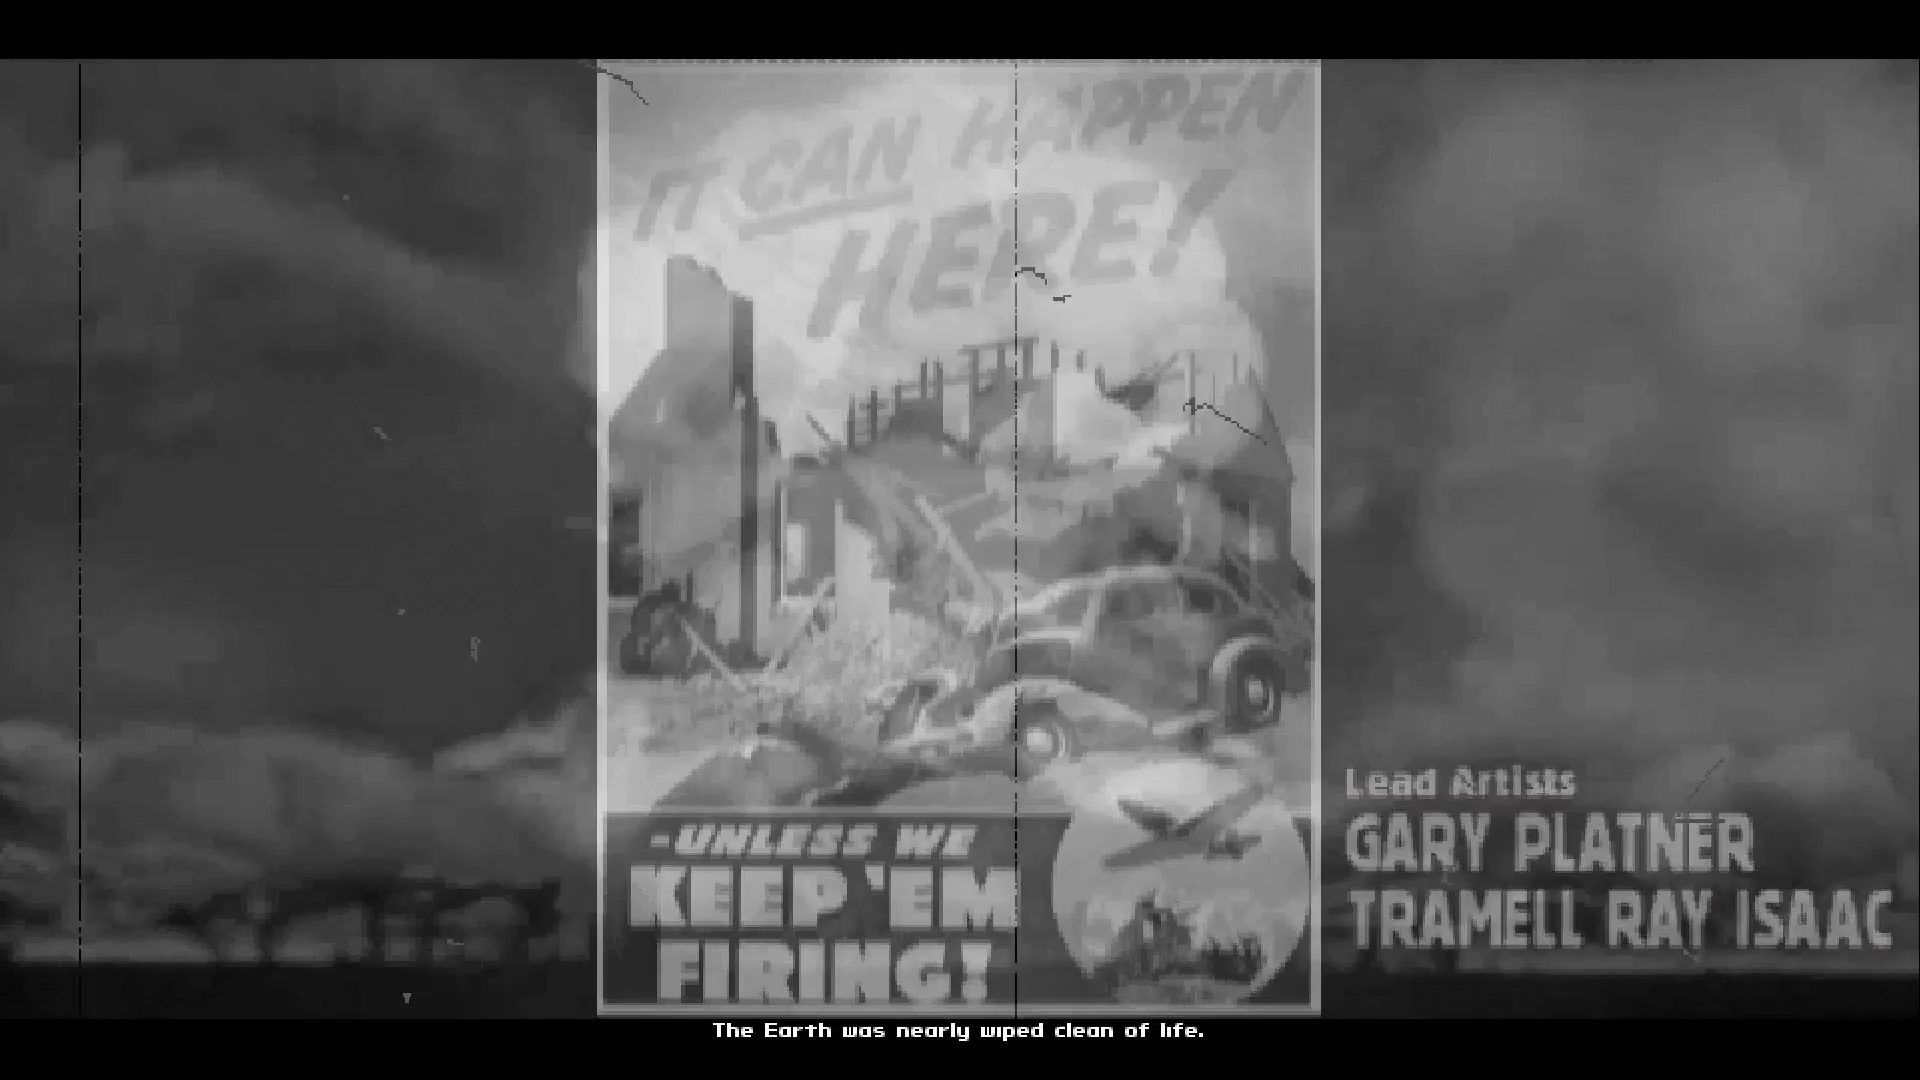 IT CAN HAPPEN
HERE!
-UNLESS WE
KEEP 'EM
FIRING!
Lead Artists
GARY PLATNER
TRAMELL RAY ISAAC
The Earth was nearly wiped clean of life.